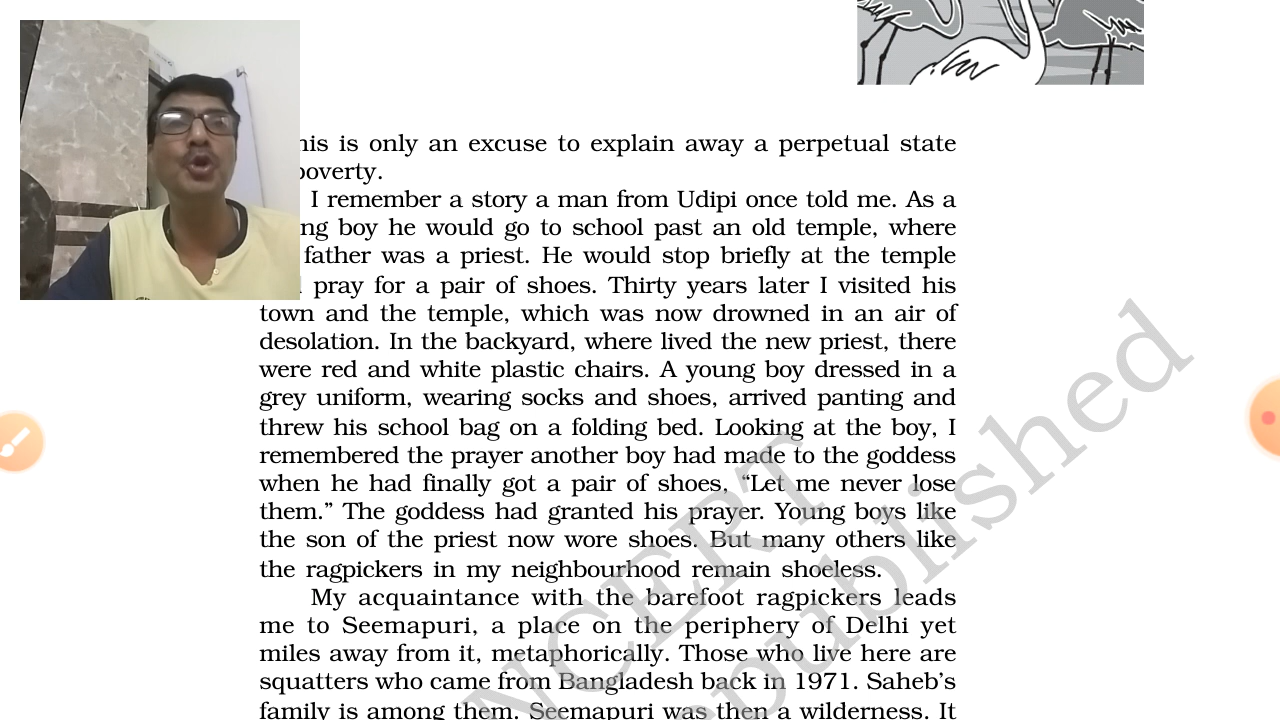 his is only an excuse to explain away a perpetual state
poverty.
I remember a story a man from Udipi once told me. As a
ng boy he would go to school past an old temple, where
father was a priest. He would stop briefly at the temple
pray for a pair of shoes. Thirty years later I visited his
town and the temple, which was now drowned in an air of
desolation. In the backyard, where lived the new priest, there
were red and white plastic chairs. A young boy dressed in a
grey uniform, wearing socks and shoes, arrived panting and
threw his school bag on a folding bed. Looking at the boy, I
remembered the prayer another boy had made to the goddess
when he had finally got a pair of shoes, “Let me never lose
them.” The goddess had granted his prayer. Young boys like
the son of the priest now wore shoes. But many others like
the ragpickers in my neighbourhood remain shoeless.
My acquaintance with the barefoot ragpickers leads
me to Seemapuri, a place on the periphery of Delhi yet
miles away from it, metaphorically. Those who live here are
squatters who came from Bangladesh back in 1971. Saheb’s
family is among them. Seemapuri was then a wilderness. It
NCERT
republished